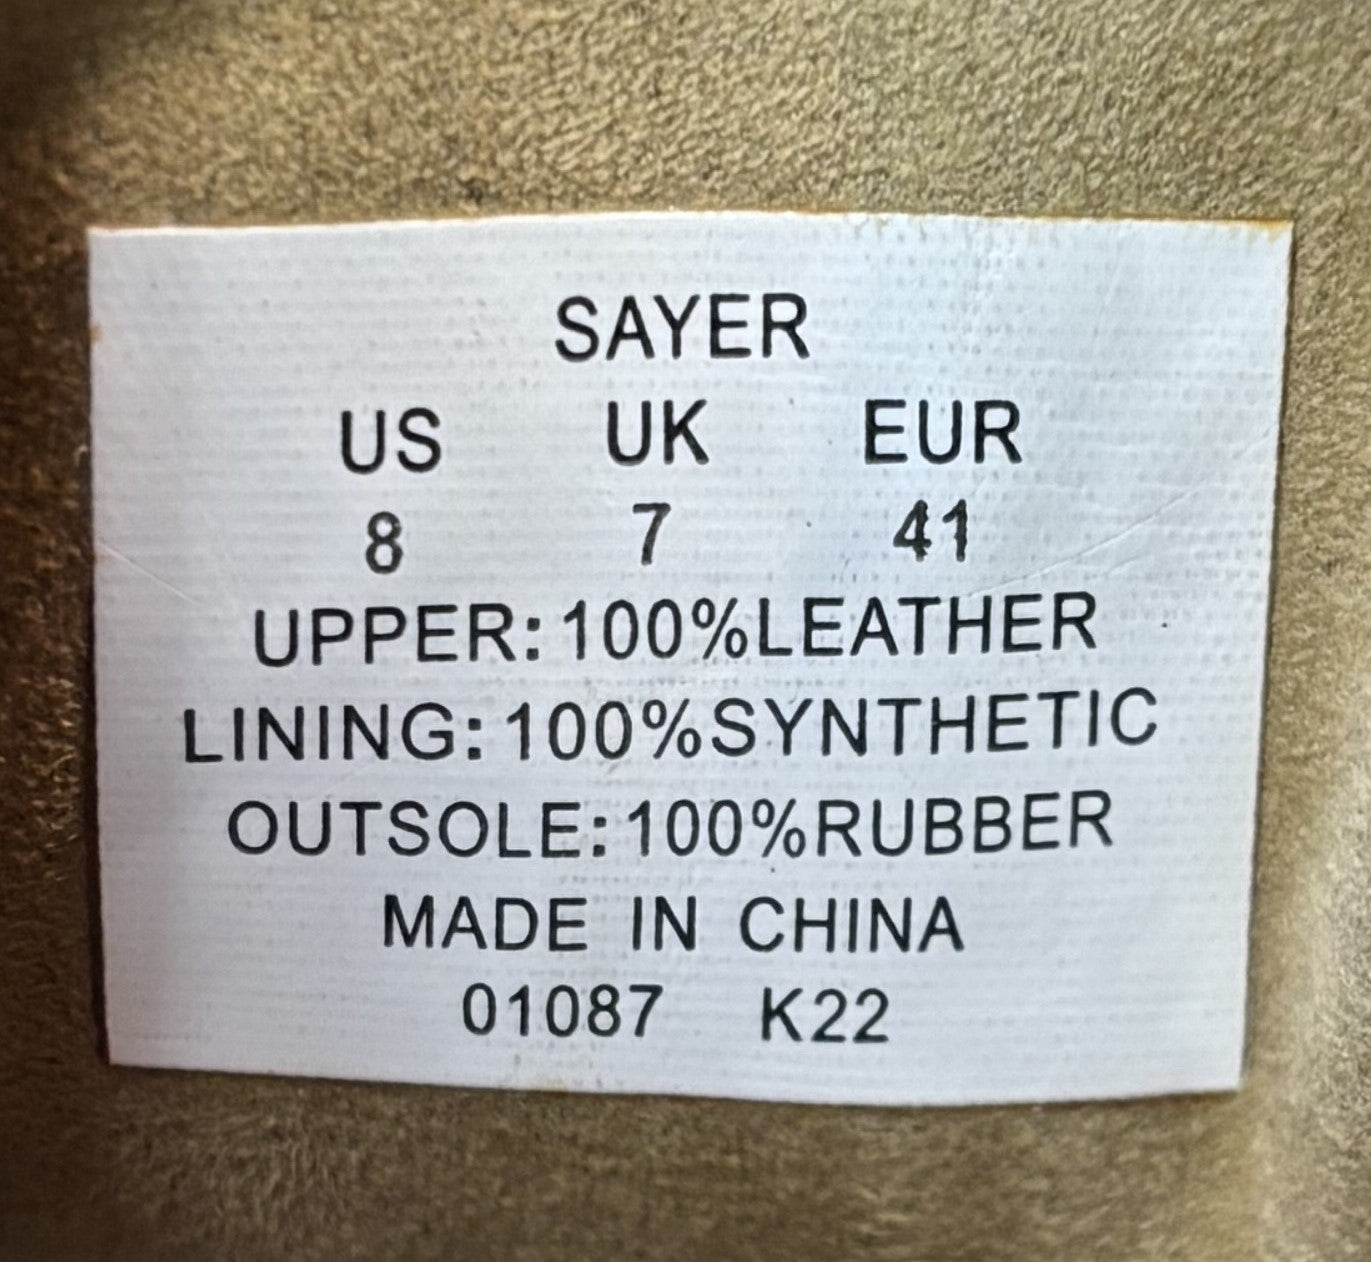 SAYER
US UK EUR
8 7 41
UPPER:100%LEATHER
LINING:100%SYNTHETIC
OUTSOLE:100%RUBBER
MADE IN CHINA
01087 K22